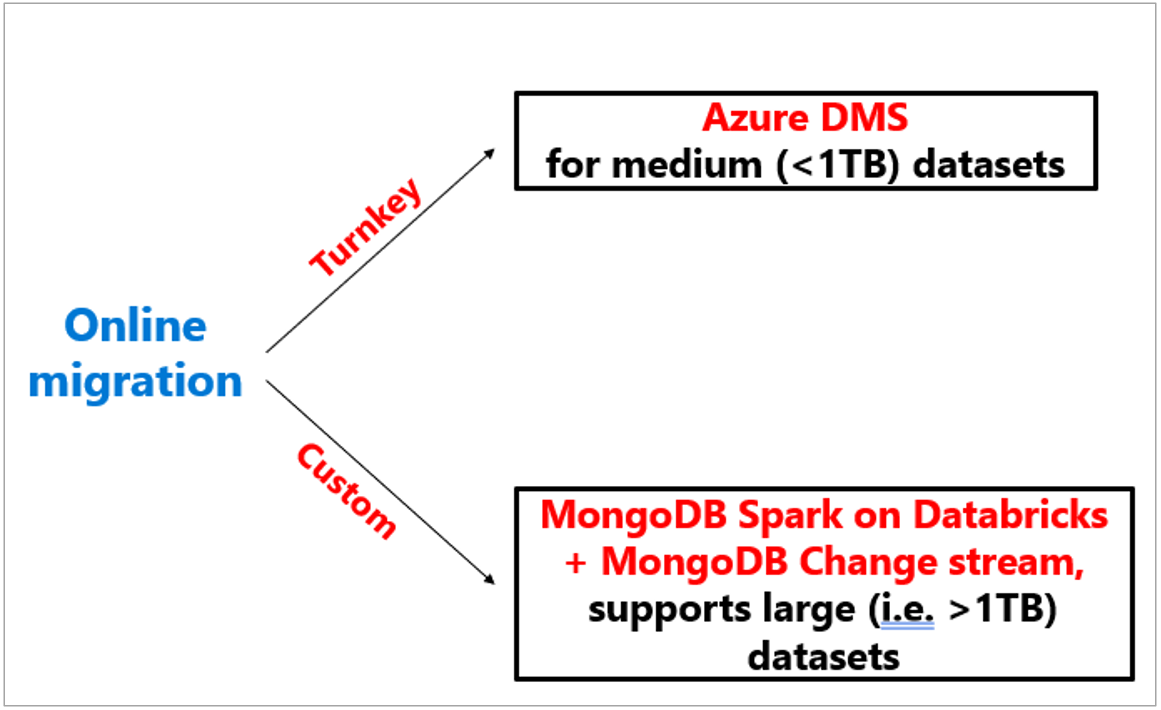 Online
migration
Turnkey
Azure DMS
for medium (<1TB) datasets
Custom
MongoDB Spark on Databricks
+ MongoDB Change stream,
supports large (i.e. >1TB)
datasets